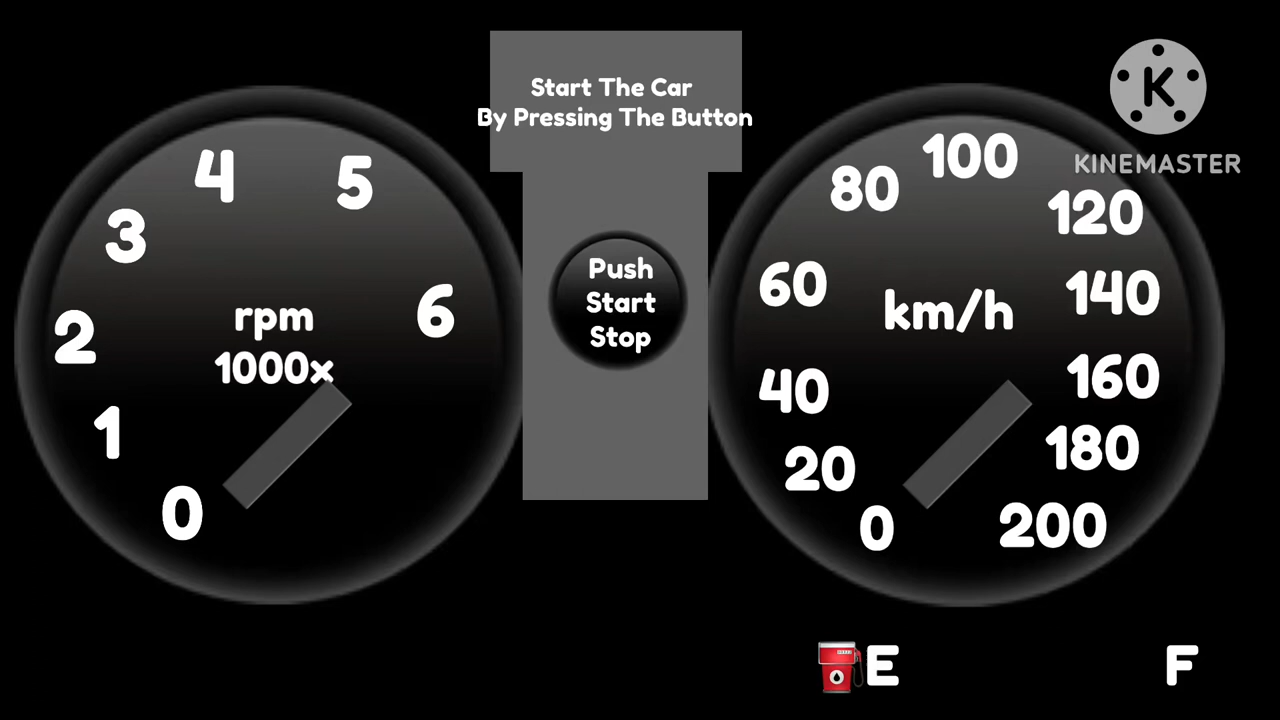 Start The Car
By Pressing The Button
K
KINEMASTER
4
5
3
2
1
0
6
rpm
1000x
Push
Start
Stop
100
80
120
60
140
km/h
40
160
20
180
0
200
E
F